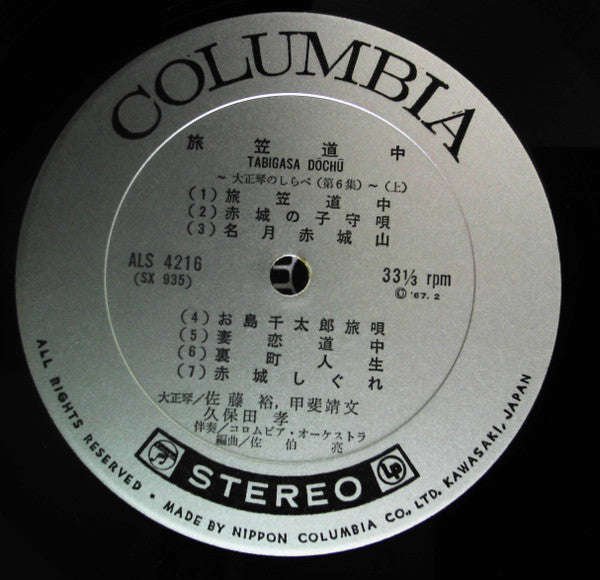 COLUMBIA
旅笠道中
TABIGASA DŌCHŪ
~ 大正琴のしらべ (第6集) ~ (上)
(1) 旅笠道中
(2) 赤城の子守唄
(3) 名月赤城山
ALS 4216
(SX 935)
33⅓ rpm
Ⓒ '67. 2
(4) お島千太郎旅唄
(5) 妻恋道中
(6) 裏町人生
(7) 赤城しぐれ
大正琴/佐藤裕, 甲斐靖文
久保田孝
伴奏/コロムビア・オーケストラ
編曲/佐伯亮
STEREO
LP
ALL RIGHTS RESERVED • MADE BY NIPPON COLUMBIA CO., LTD. KAWASAKI, JAPAN